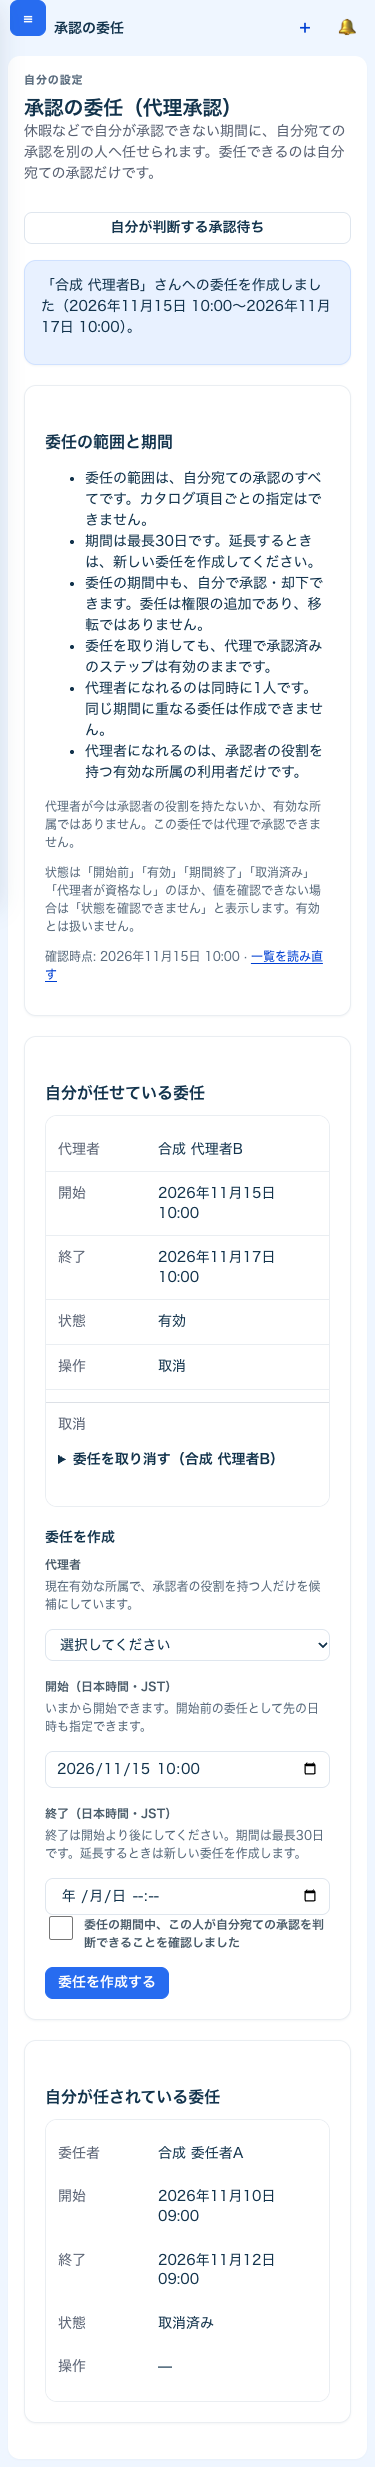 ≡ 承認の委任 + 🔔
自分の設定
承認の委任（代理承認）
休暇などで自分が承認できない期間に、自分宛ての
承認を別の人へ任せられます。委任できるのは自分
宛ての承認だけです。
自分が判断する承認待ち
「合成 代理者B」さんへの委任を作成しまし
た（2026年11月15日 10:00〜2026年11月
17日 10:00）。
委任の範囲と期間
• 委任の範囲は、自分宛ての承認のすべ
てです。カタログ項目ごとの指定はで
きません。
• 期間は最長30日です。延長するとき
は、新しい委任を作成してください。
• 委任の期間中も、自分で承認・却下で
きます。委任は権限の追加であり、移
転ではありません。
• 委任を取り消しても、代理で承認済み
のステップは有効のままです。
• 代理者になれるのは同時に1人です。
同じ期間に重なる委任は作成できませ
ん。
• 代理者になれるのは、承認者の役割を
持つ有効な所属の利用者だけです。
代理者が今は承認者の役割を持たないか、有効な所
属ではありません。この委任では代理で承認できま
せん。
状態は「開始前」「有効」「期間終了」「取消済み」
「代理者が資格なし」のほか、値を確認できない場
合は「状態を確認できません」と表示します。有効
とは扱いません。
確認時点: 2026年11月15日 10:00 · 一覧を読み直
す
自分が任せている委任
代理者 合成 代理者B
開始 2026年11月15日
10:00
終了 2026年11月17日
10:00
状態 有効
操作 取消
取消
▶ 委任を取り消す（合成 代理者B）
委任を作成
代理者
現在有効な所属で、承認者の役割を持つ人だけを候
補にしています。
選択してください
開始（日本時間・JST）
いまから開始できます。開始前の委任として先の日
時も指定できます。
2026/11/15 10:00
終了（日本時間・JST）
終了は開始より後にしてください。期間は最長30日
です。延長するときは新しい委任を作成します。
年 /月/日 --:--
委任の期間中、この人が自分宛ての承認を判
断できることを確認しました
委任を作成する
自分が任されている委任
委任者 合成 委任者A
開始 2026年11月10日
09:00
終了 2026年11月12日
09:00
状態 取消済み
操作 —